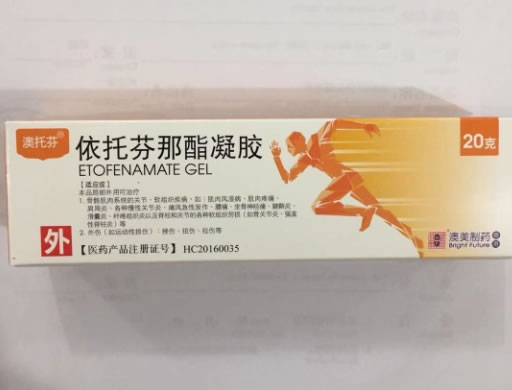 澳托芬®
依托芬那酯凝胶
ETOFENAMATE GEL
20克
【适应症】
本品局部外用可治疗
1. 骨骼肌肉系统的关节、软组织疾病，如：肌肉风湿病、肌肉疼痛、
肩周炎、各种慢性关节炎、痛风急性发作、腰痛、坐骨神经痛、腱鞘炎、
滑囊炎、纤维组织炎以及脊柱和关节的各种软组织劳损（如骨关节炎、强直
性脊柱炎）等
2. 外伤（如运动性损伤）：挫伤、扭伤、拉伤等
外
【医药产品注册证号】 HC20160035
澳美制药
Bright Future